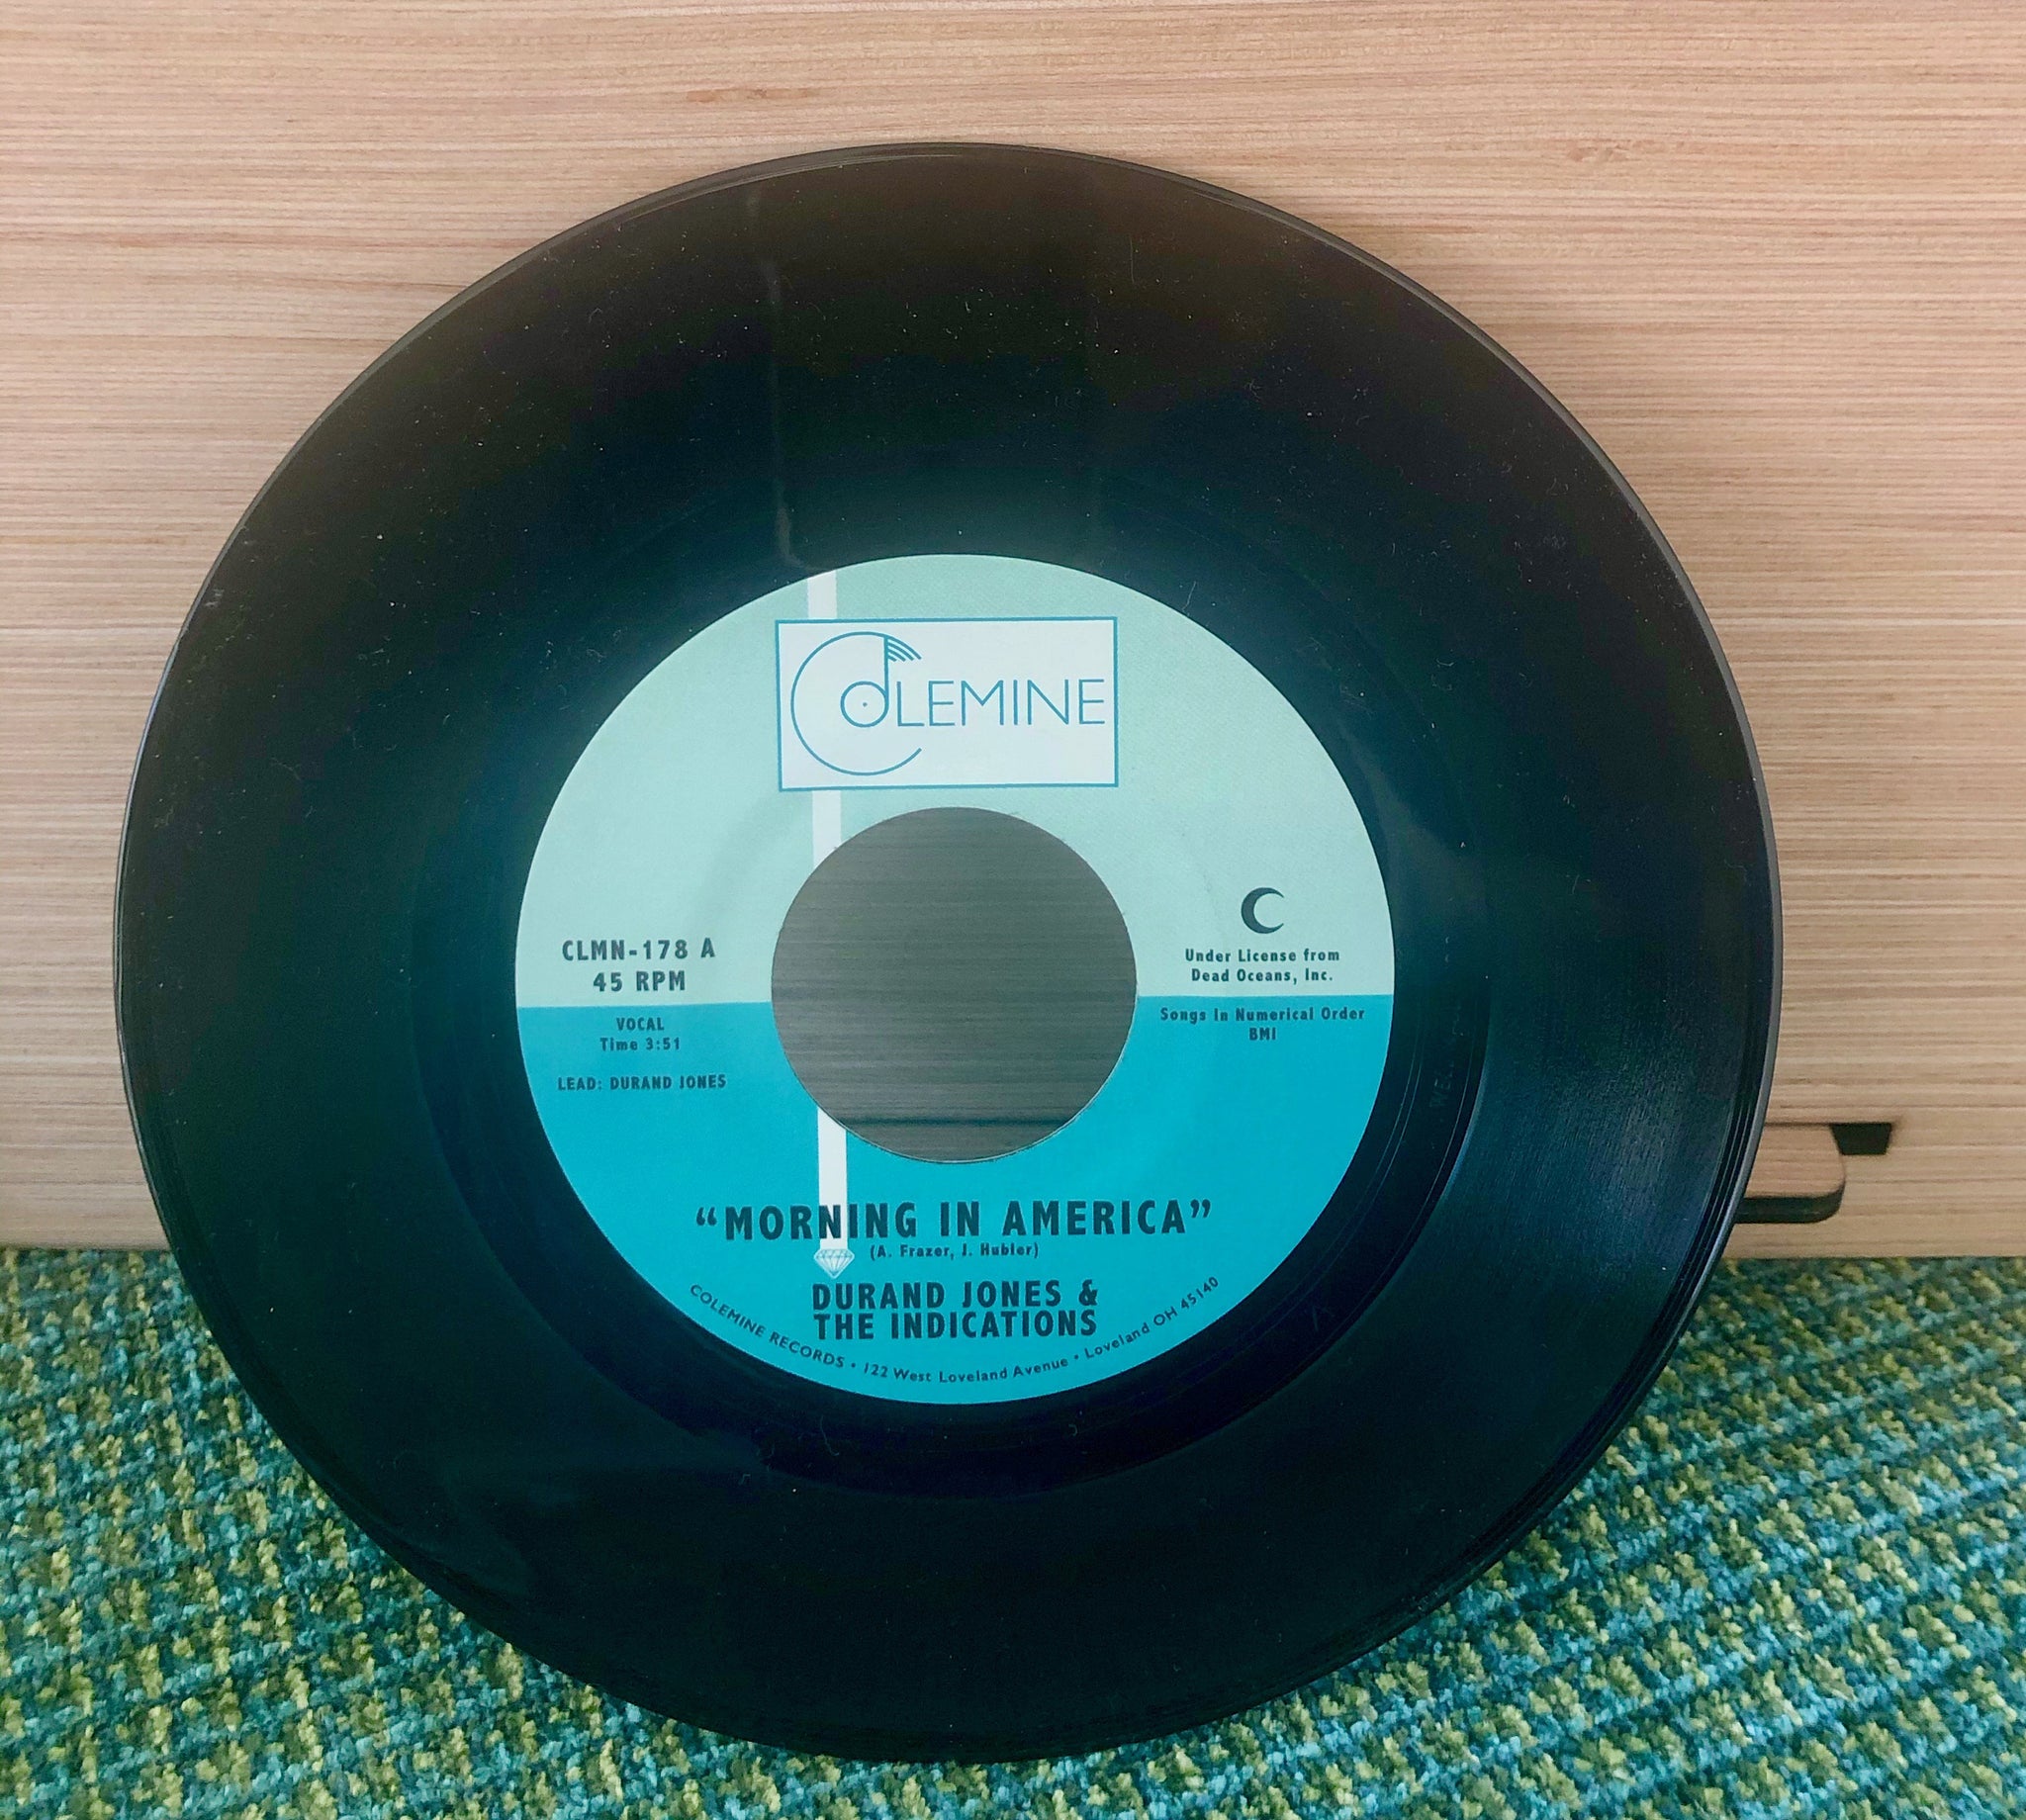 COLEMINE
CLMN-178 A
45 RPM
VOCAL
Time 3:51
LEAD: DURAND JONES
Under License from
Dead Oceans, Inc.
Songs In Numerical Order
BMI
“MORNING IN AMERICA”
(A. Frazer, J. Hubler)
DURAND JONES &
THE INDICATIONS
COLEMINE RECORDS • 122 West Loveland Avenue • Loveland OH 45140